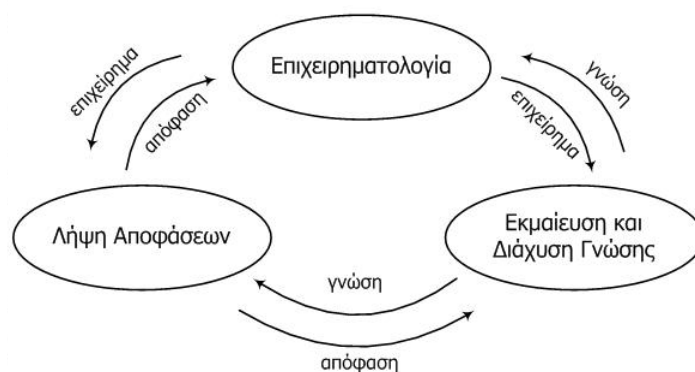 Επιχειρηματολογία
επιχείρημα
απόφαση
γνώση
επιχείρημα
Λήψη Αποφάσεων
Εκμαίευση και
Διάχυση Γνώσης
γνώση
απόφαση